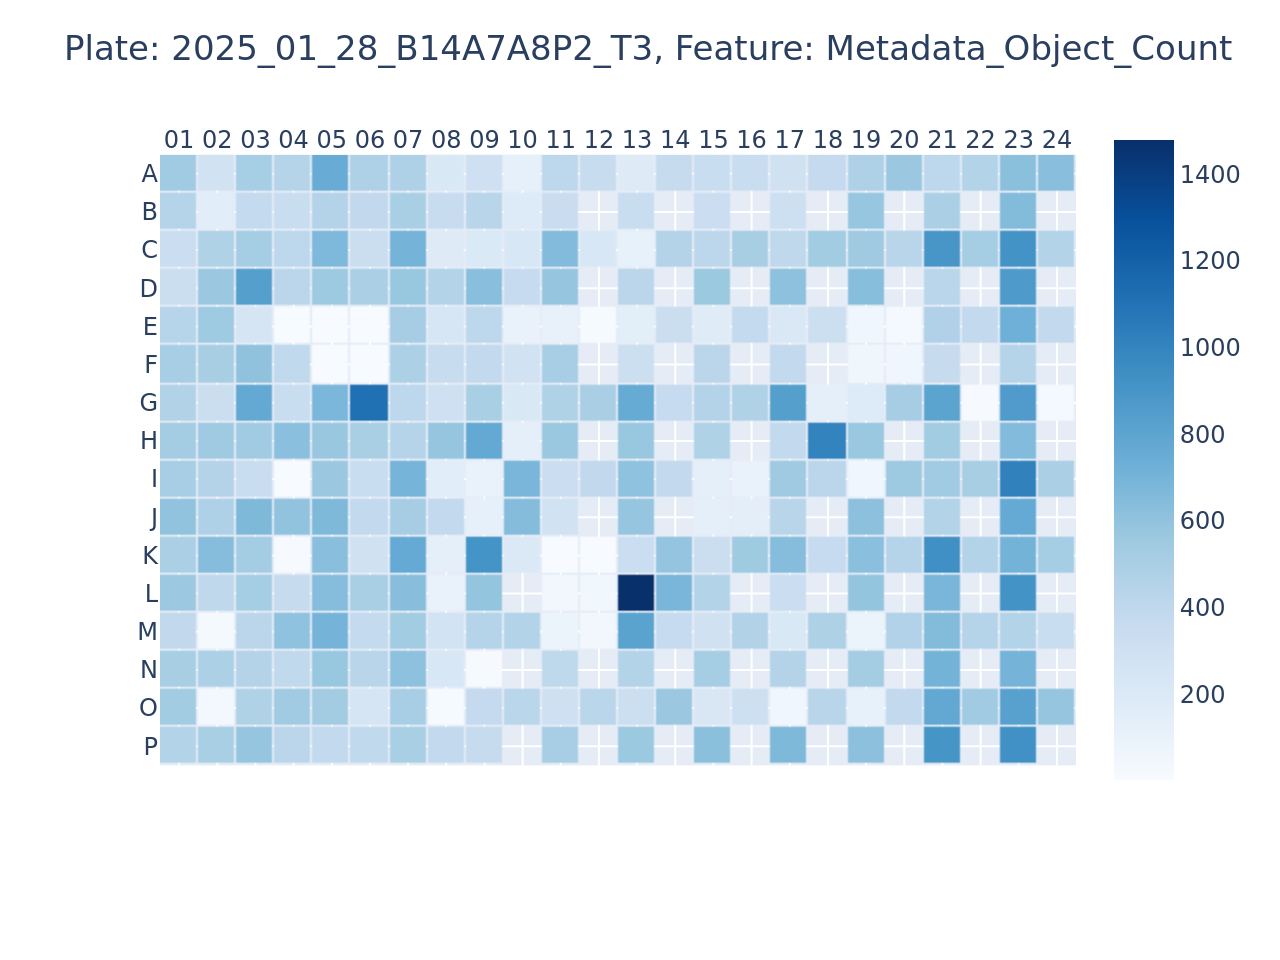 Plate: 2025_01_28_B14A7A8P2_T3, Feature: Metadata_Object_Count
01 02 03 04 05 06 07 08 09 10 11 12 13 14 15 16 17 18 19 20 21 22 23 24
A
B
C
D
E
F
G
H
I
J
K
L
M
N
O
P
1400
1200
1000
800
600
400
200